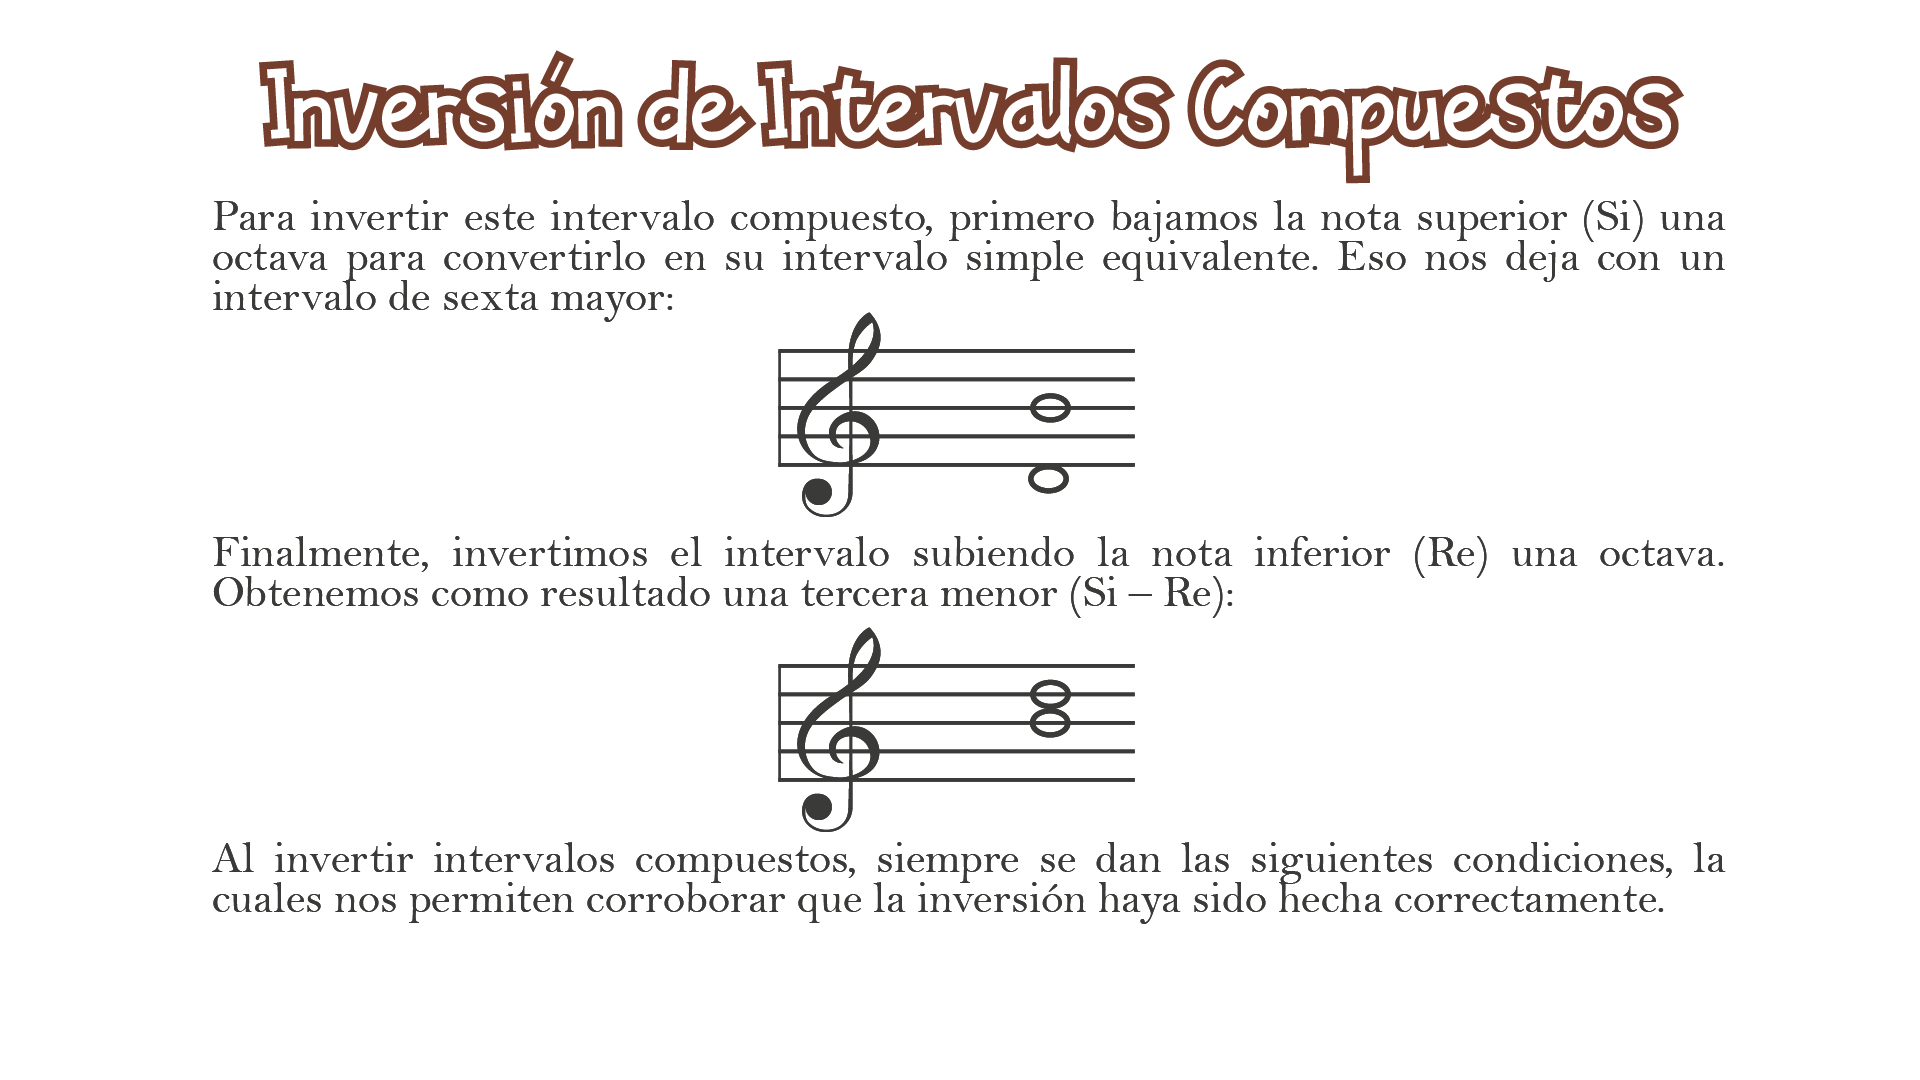 Inversión de Intervalos Compuestos
Para invertir este intervalo compuesto, primero bajamos la nota superior (Si) una
octava para convertirlo en su intervalo simple equivalente. Eso nos deja con un
intervalo de sexta mayor:
Finalmente, invertimos el intervalo subiendo la nota inferior (Re) una octava.
Obtenemos como resultado una tercera menor (Si – Re):
Al invertir intervalos compuestos, siempre se dan las siguientes condiciones, la
cuales nos permiten corroborar que la inversión haya sido hecha correctamente.